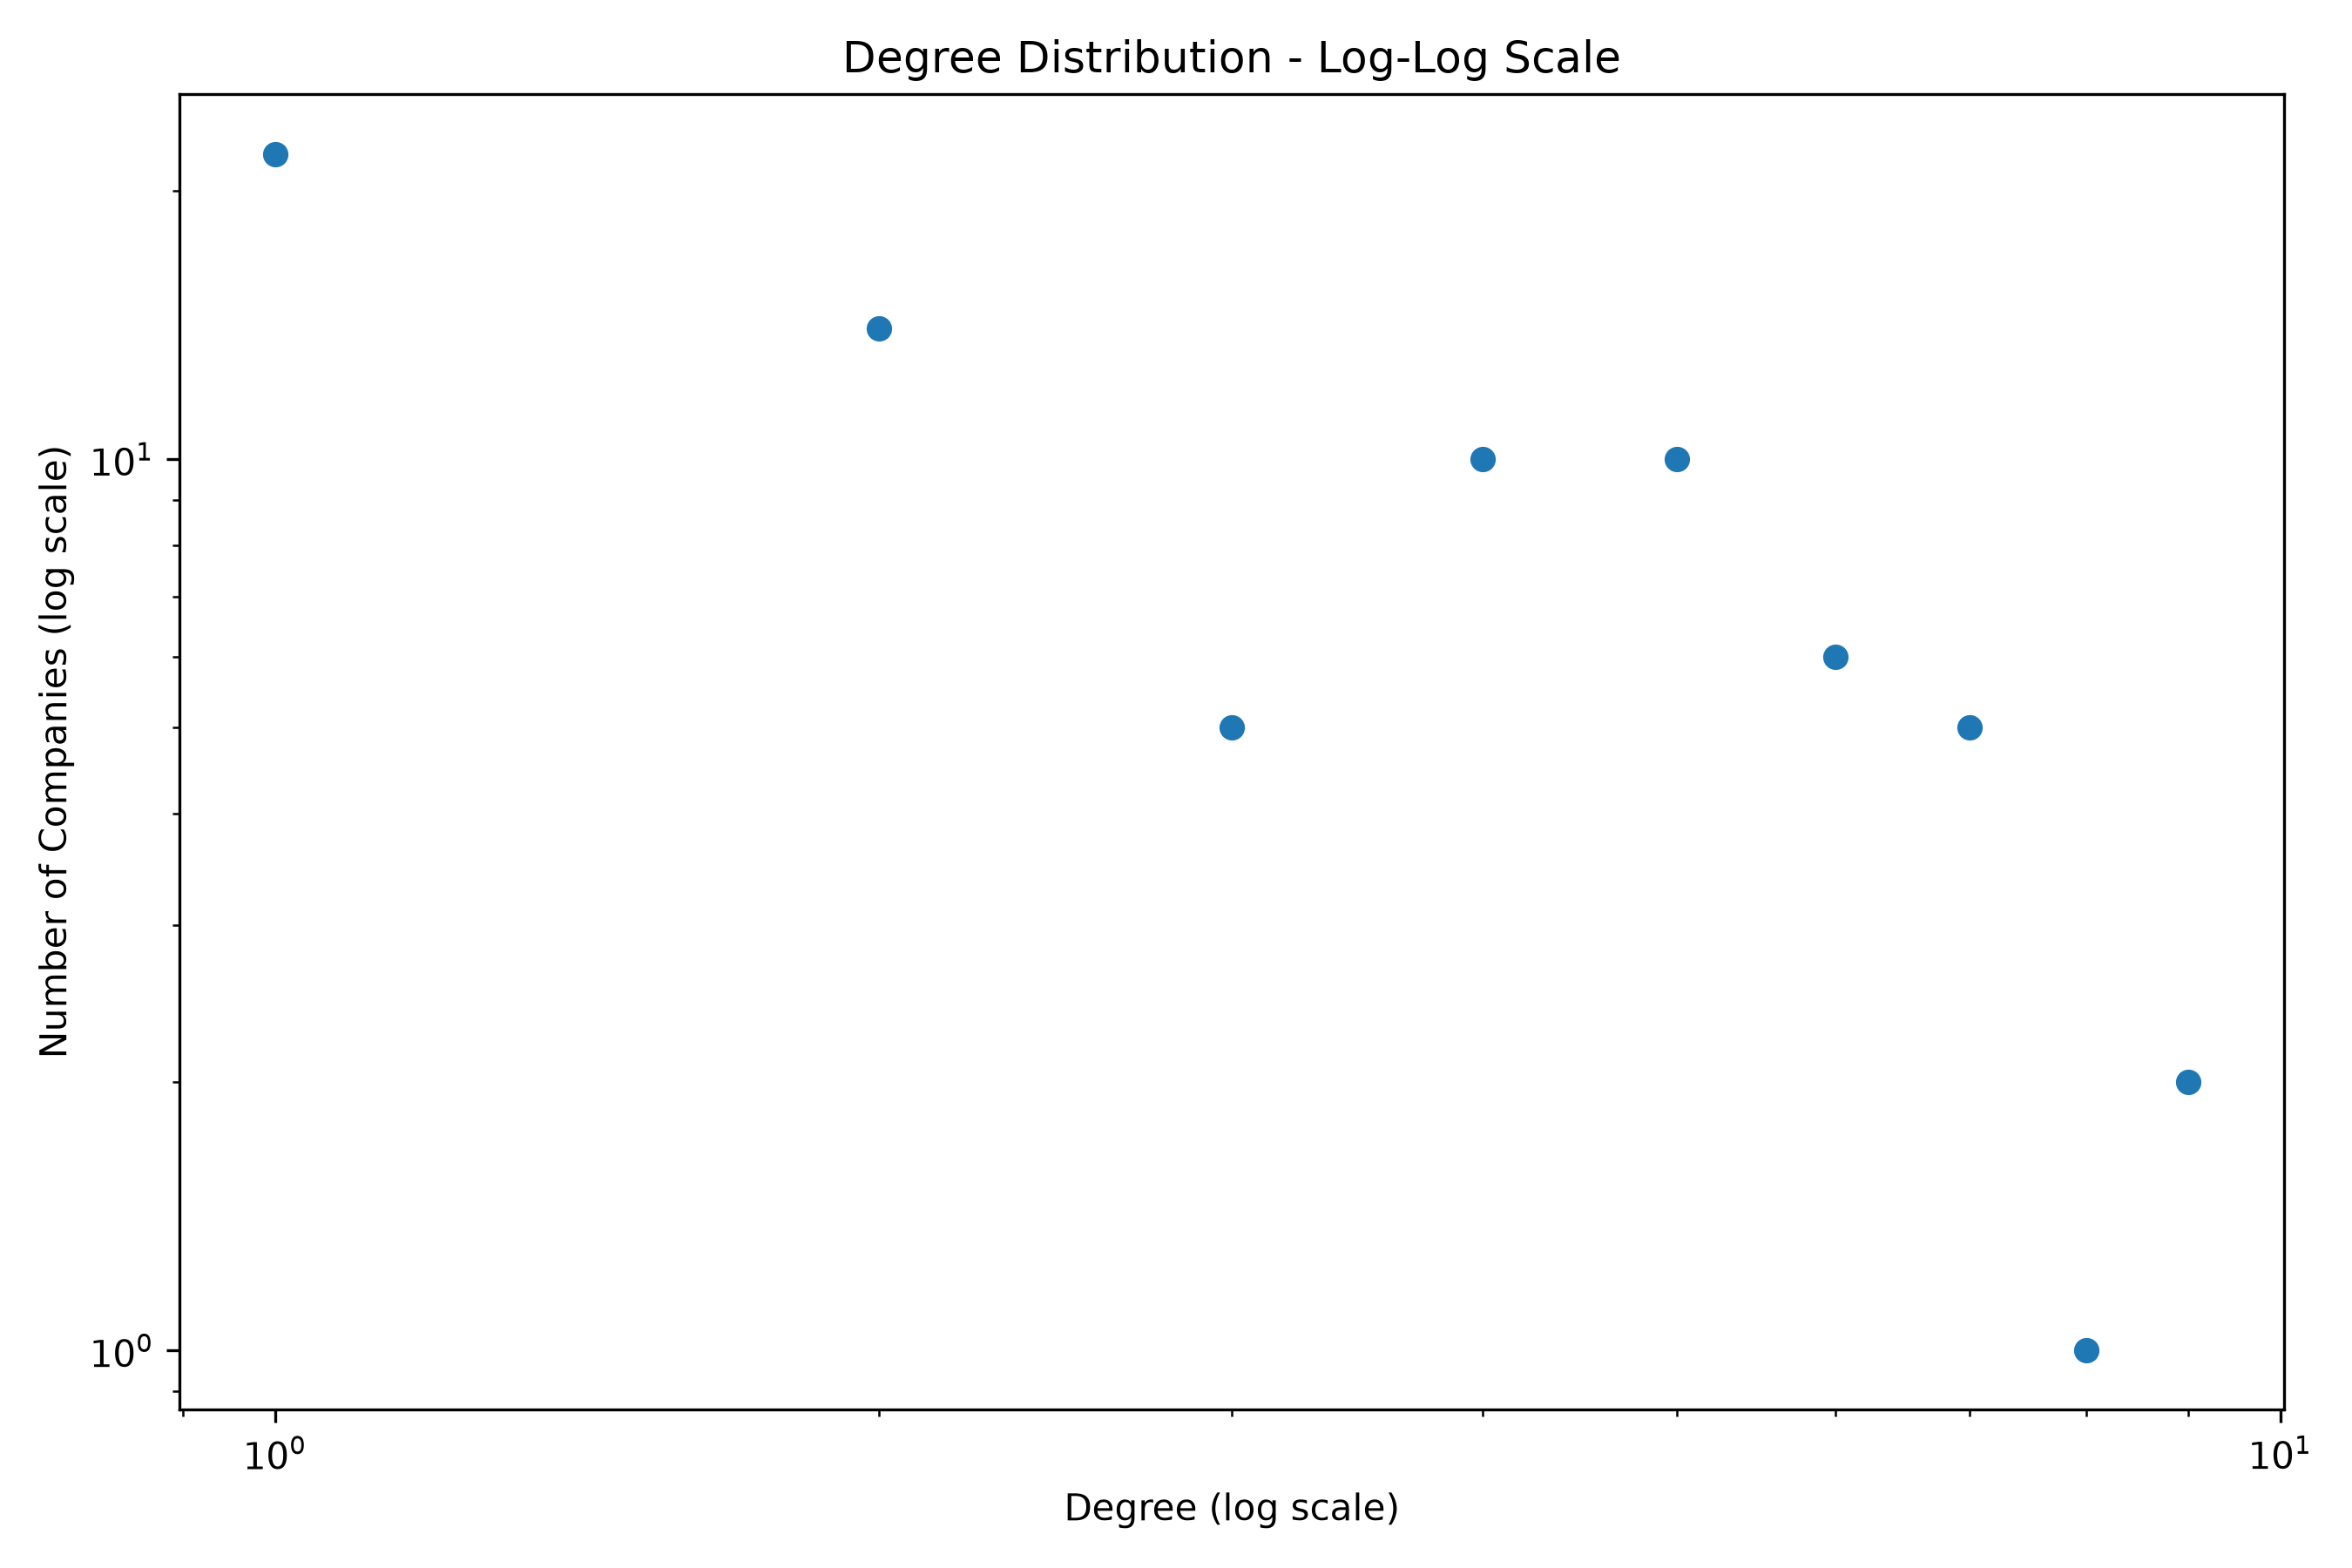 Degree Distribution - Log-Log Scale
Number of Companies (log scale)
10¹
10⁰
10⁰
10¹
Degree (log scale)